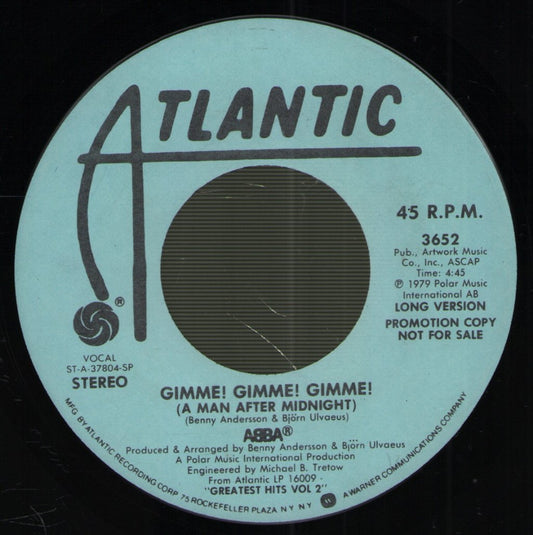 ATLANTIC
®
45 R.P.M.
3652
Pub., Artwork Music
Co., Inc., ASCAP
Time: 4:45
℗ 1979 Polar Music
International AB
LONG VERSION
PROMOTION COPY
NOT FOR SALE
VOCAL
ST-A-37804-SP
STEREO
GIMME! GIMME! GIMME!
(A MAN AFTER MIDNIGHT)
(Benny Andersson & Björn Ulvaeus)
ABBA®
Produced & Arranged by Benny Andersson & Björn Ulvaeus
A Polar Music International Production
Engineered by Michael B. Tretow
From Atlantic LP 16009 -
"GREATEST HITS VOL 2"
MFG BY ATLANTIC RECORDING CORP 75 ROCKEFELLER PLAZA NY NY A WARNER COMMUNICATIONS COMPANY